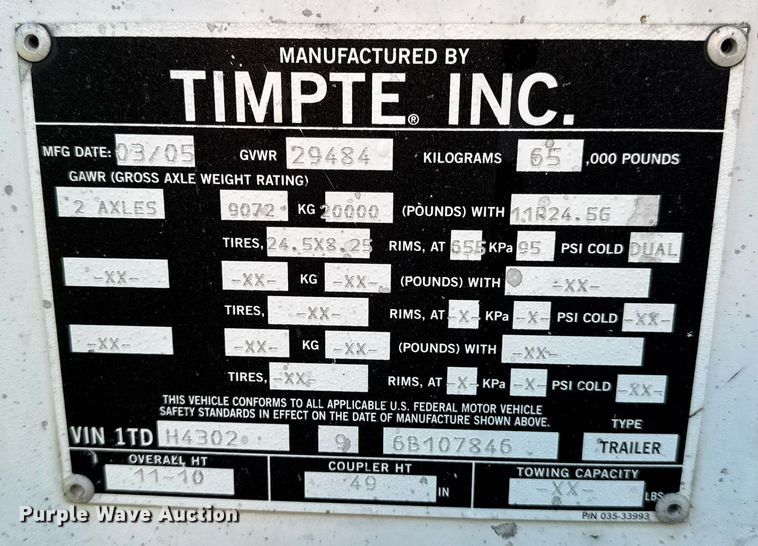 MANUFACTURED BY
TIMPTE® INC.
MFG DATE: 03/05 GVWR 29484 KILOGRAMS 65 ,000 POUNDS
GAWR (GROSS AXLE WEIGHT RATING)
2 AXLES 9072 KG 20000 (POUNDS) WITH 11R24.5G
TIRES, 24.5X8.25 RIMS, AT 655 KPa 95 PSI COLD DUAL
-XX- -XX- KG -XX- (POUNDS) WITH -XX-
TIRES, -XX- RIMS, AT -X- KPa -X- PSI COLD -XX-
-XX- -XX- KG -XX- (POUNDS) WITH -XX-
TIRES, -XX- RIMS, AT -X- KPa -X- PSI COLD -XX-
THIS VEHICLE CONFORMS TO ALL APPLICABLE U.S. FEDERAL MOTOR VEHICLE
SAFETY STANDARDS IN EFFECT ON THE DATE OF MANUFACTURE SHOWN ABOVE.
TYPE
VIN 1TD H4302 9 6B107846 TRAILER
OVERALL HT COUPLER HT TOWING CAPACITY
11-10 49 IN -XX- LBS
P/N 035-33993
Purple Wave Auction